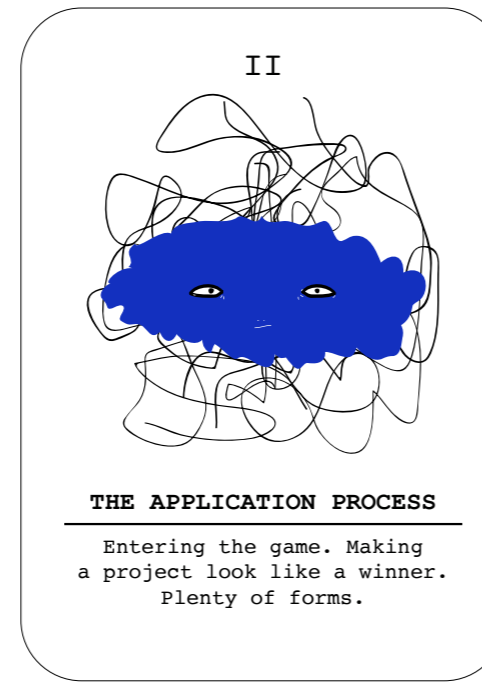 II
THE APPLICATION PROCESS
Entering the game. Making
a project look like a winner.
Plenty of forms.